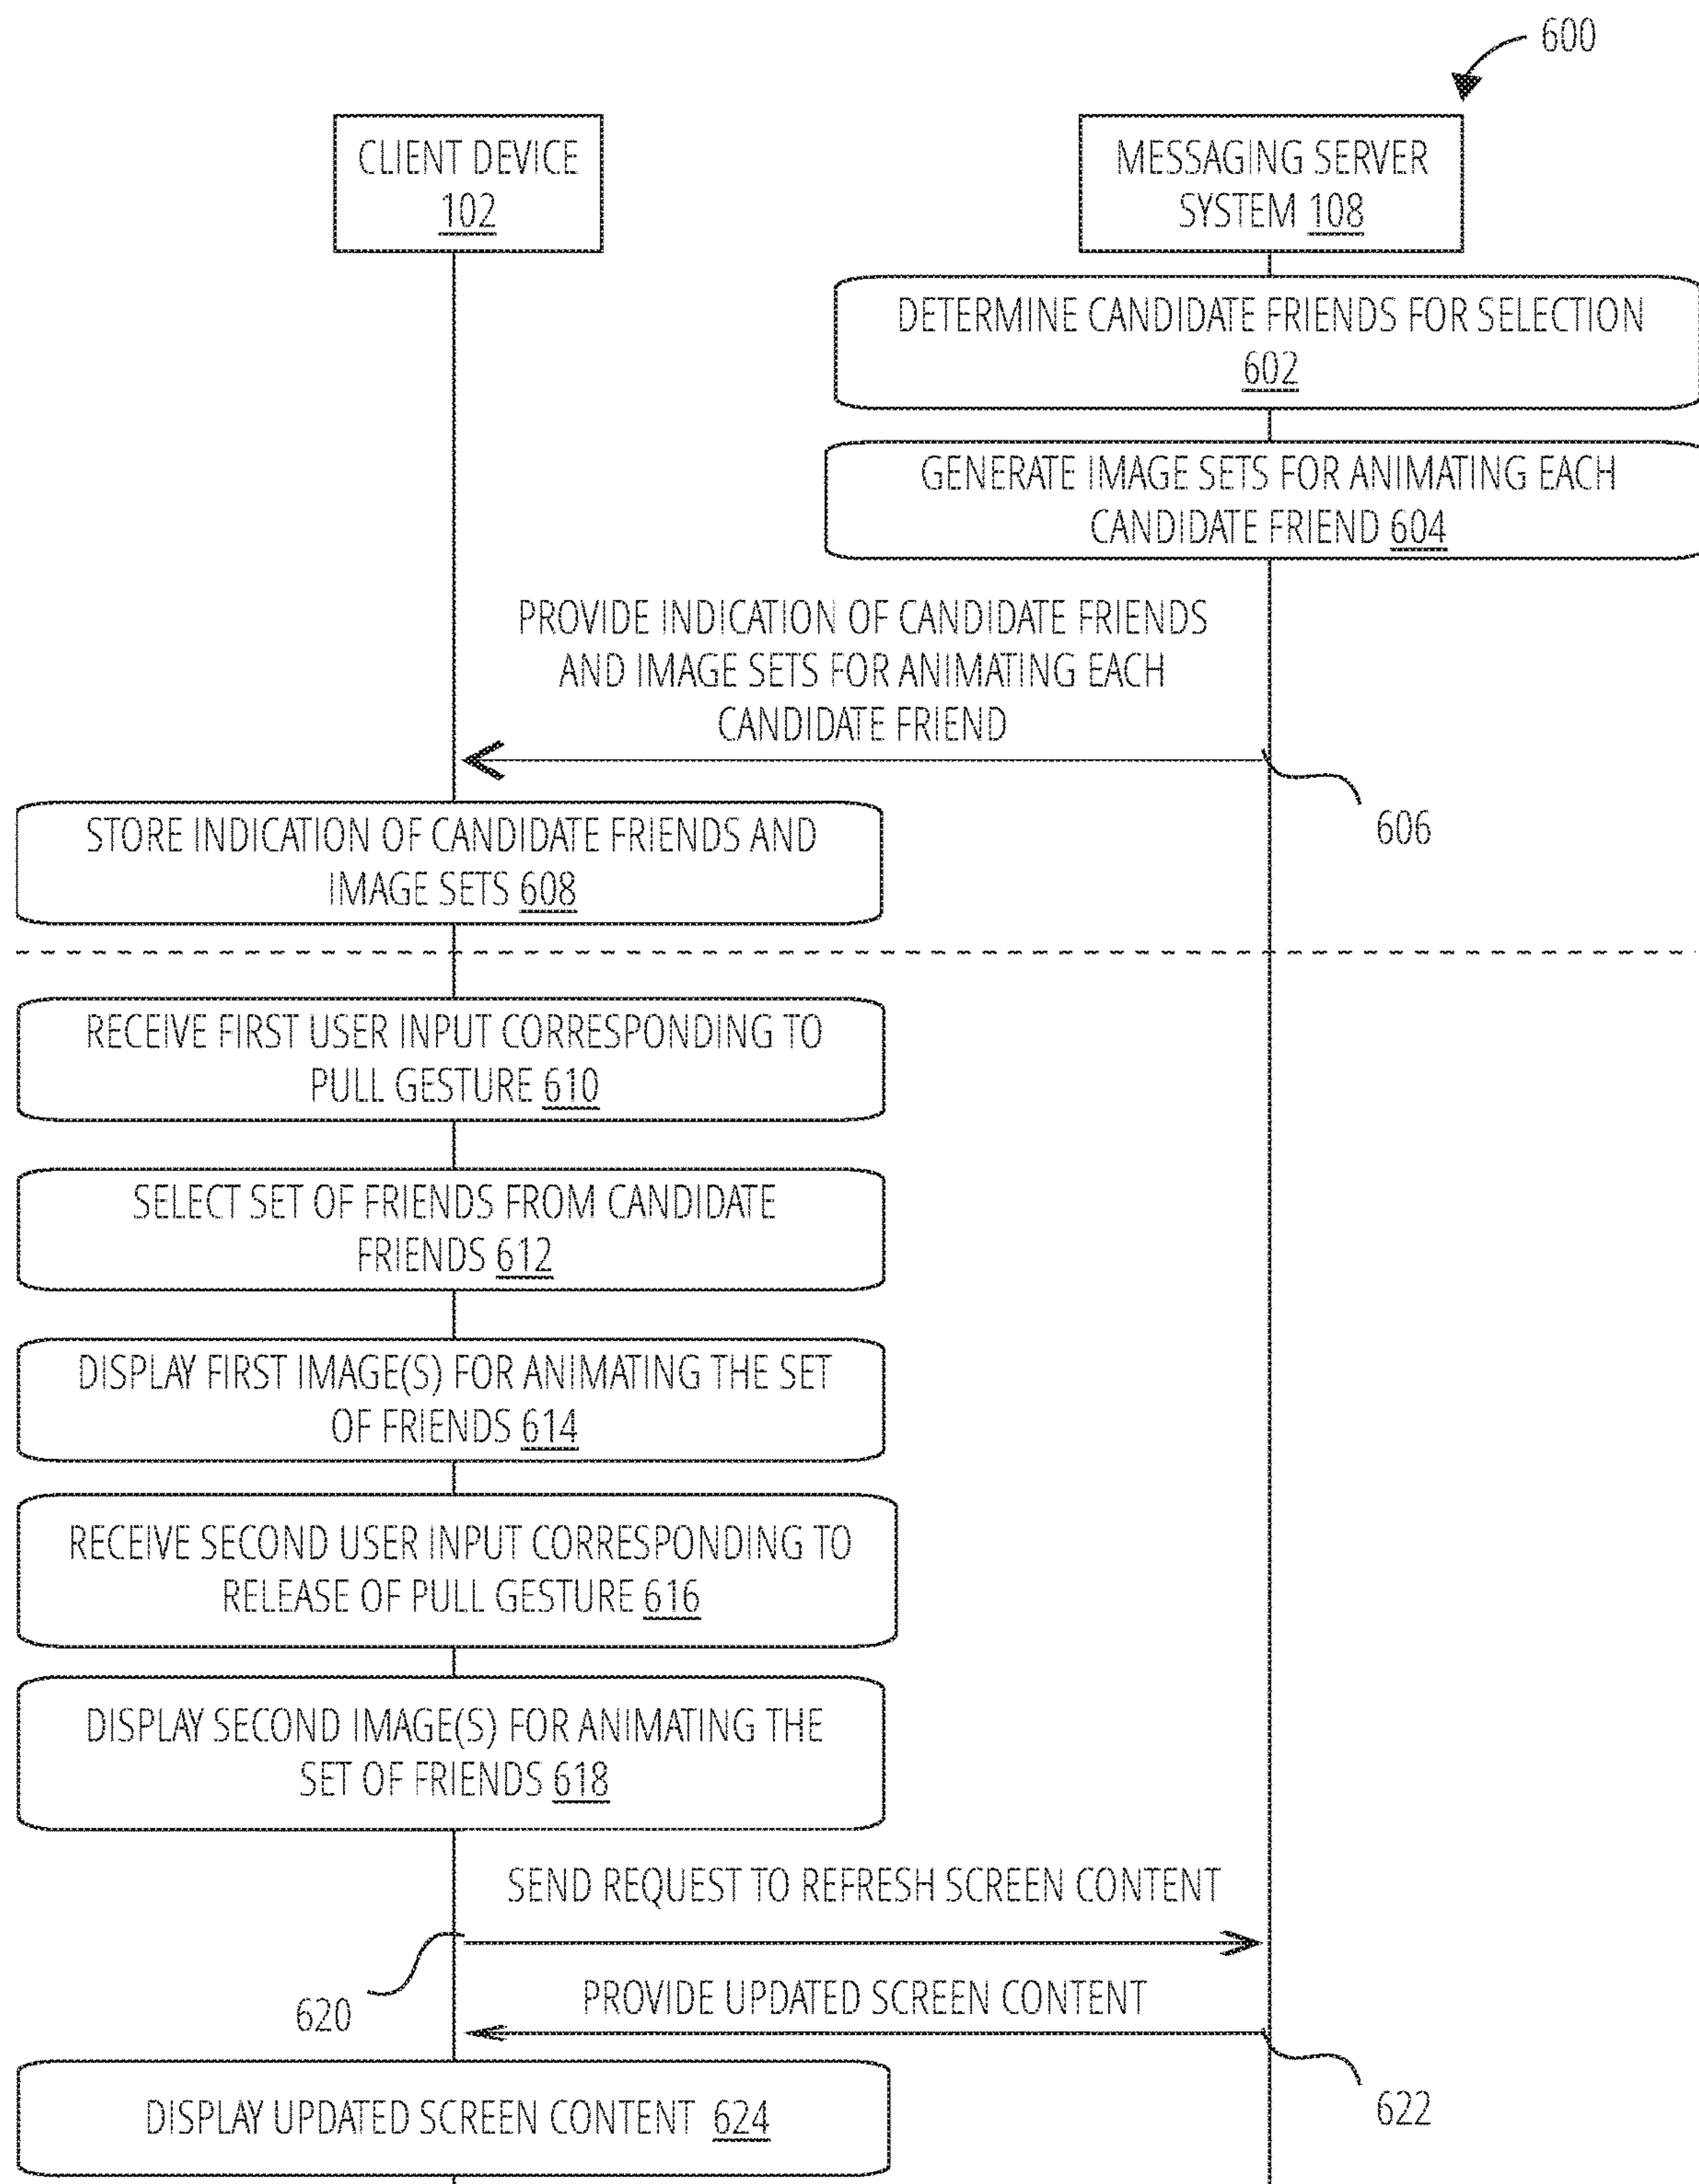 600
CLIENT DEVICE
102
MESSAGING SERVER
SYSTEM 108
DETERMINE CANDIDATE FRIENDS FOR SELECTION
602
GENERATE IMAGE SETS FOR ANIMATING EACH
CANDIDATE FRIEND 604
PROVIDE INDICATION OF CANDIDATE FRIENDS
AND IMAGE SETS FOR ANIMATING EACH
CANDIDATE FRIEND
606
STORE INDICATION OF CANDIDATE FRIENDS AND
IMAGE SETS 608
RECEIVE FIRST USER INPUT CORRESPONDING TO
PULL GESTURE 610
SELECT SET OF FRIENDS FROM CANDIDATE
FRIENDS 612
DISPLAY FIRST IMAGE(S) FOR ANIMATING THE SET
OF FRIENDS 614
RECEIVE SECOND USER INPUT CORRESPONDING TO
RELEASE OF PULL GESTURE 616
DISPLAY SECOND IMAGE(S) FOR ANIMATING THE
SET OF FRIENDS 618
SEND REQUEST TO REFRESH SCREEN CONTENT
620
PROVIDE UPDATED SCREEN CONTENT
622
DISPLAY UPDATED SCREEN CONTENT 624